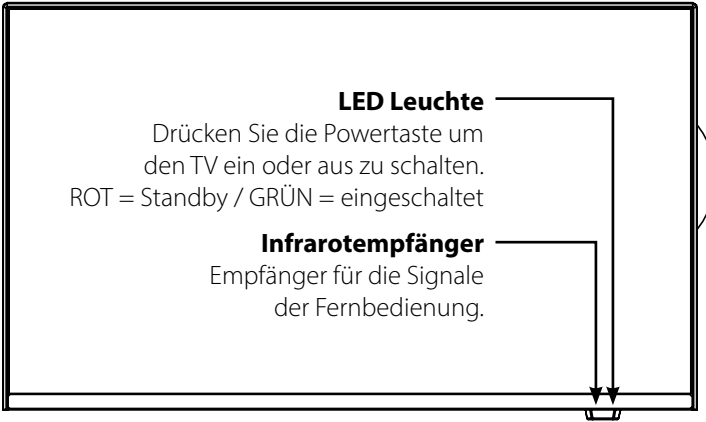 LED Leuchte
Drücken Sie die Powertaste um
den TV ein oder aus zu schalten.
ROT = Standby / GRÜN = eingeschaltet
Infrarotempfänger
Empfänger für die Signale
der Fernbedienung.